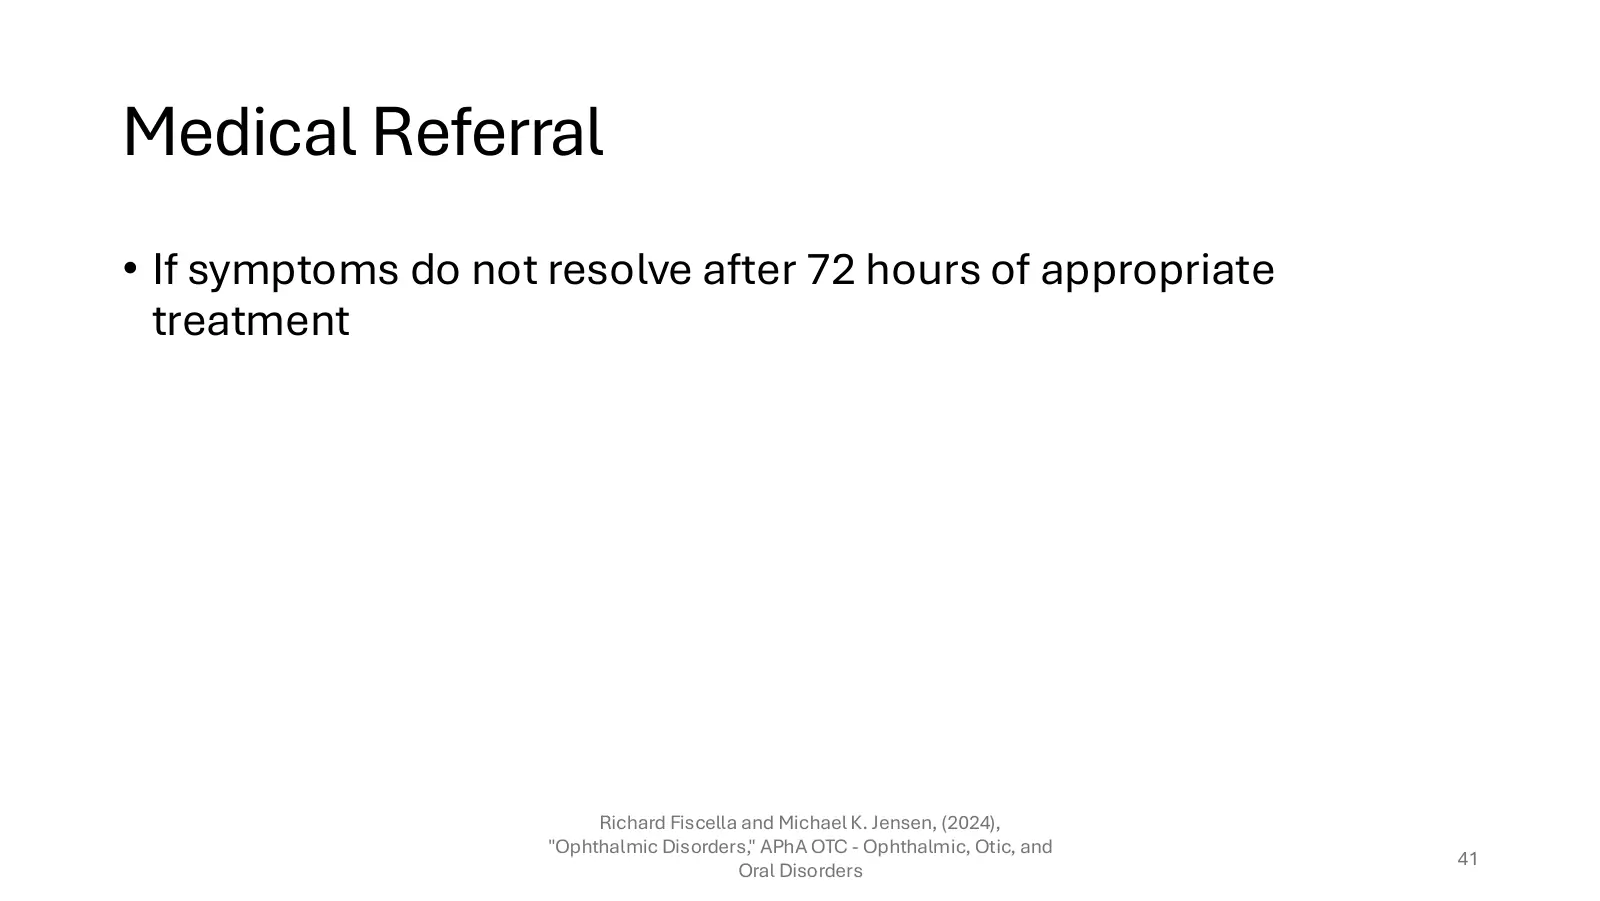 Medical Referral
• If symptoms do not resolve after 72 hours of appropriate
treatment
Richard Fiscella and Michael K. Jensen, (2024),
"Ophthalmic Disorders," APhA OTC - Ophthalmic, Otic, and
Oral Disorders
41